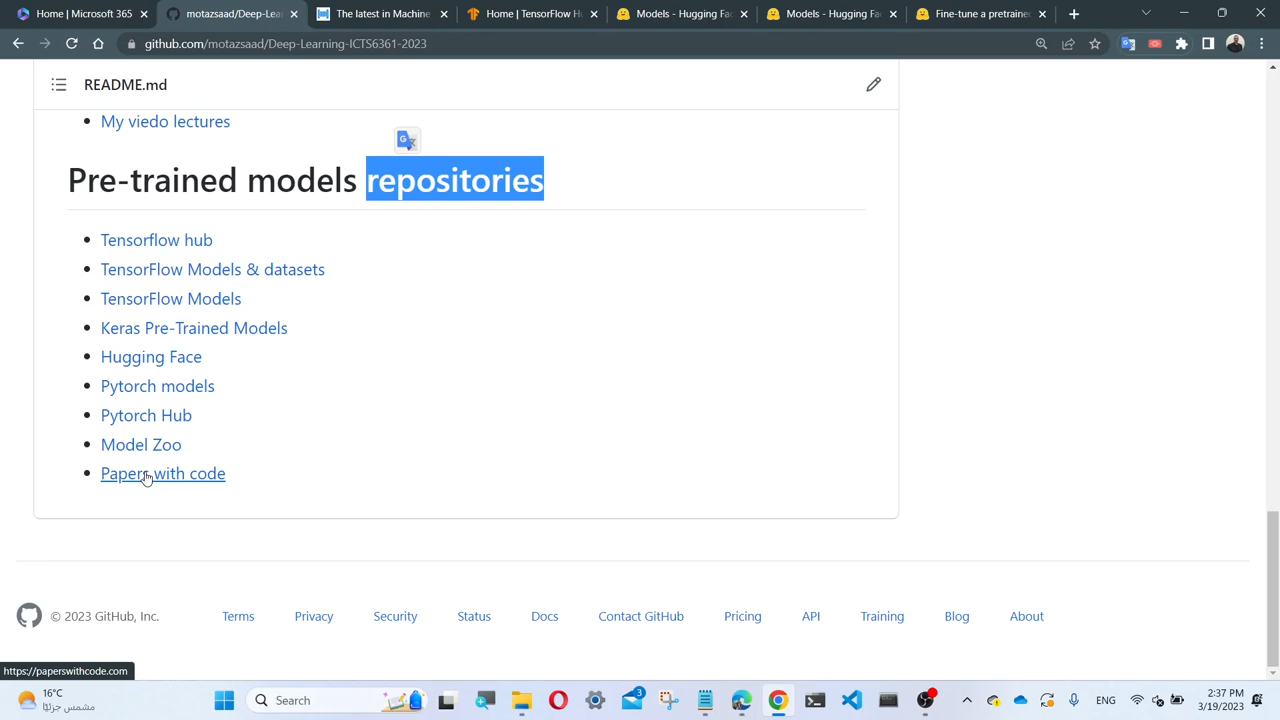 Home | Microsoft 365
motazsaad/Deep-Lea
The latest in Machine
Home | TensorFlow H
Models - Hugging Fac
Models - Hugging Fac
Fine-tune a pretraine
github.com/motazsaad/Deep-Learning-ICTS6361-2023
README.md
My viedo lectures
Pre-trained models repositories
Tensorflow hub
TensorFlow Models & datasets
TensorFlow Models
Keras Pre-Trained Models
Hugging Face
Pytorch models
Pytorch Hub
Model Zoo
Papers with code
© 2023 GitHub, Inc.
Terms
Privacy
Security
Status
Docs
Contact GitHub
Pricing
API
Training
Blog
About
https://paperswithcode.com
16°C
مشمس جزئيًا
Search
3
ENG
2:37 PM
3/19/2023